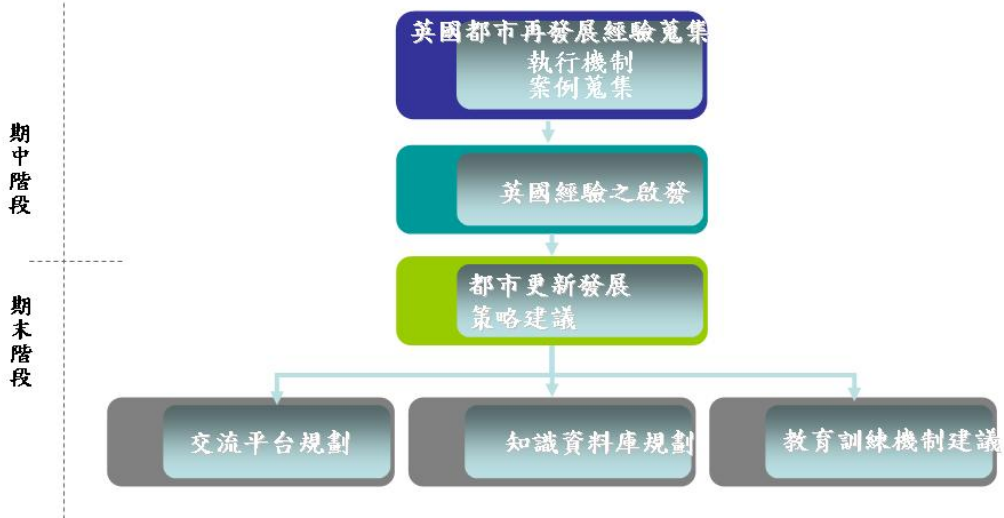 英國都市再發展經驗蒐集
執行機制
案例蒐集
期中階段
英國經驗之啟發
都市更新發展
策略建議
期末階段
交流平台規劃
知識資料庫規劃
教育訓練機制建議